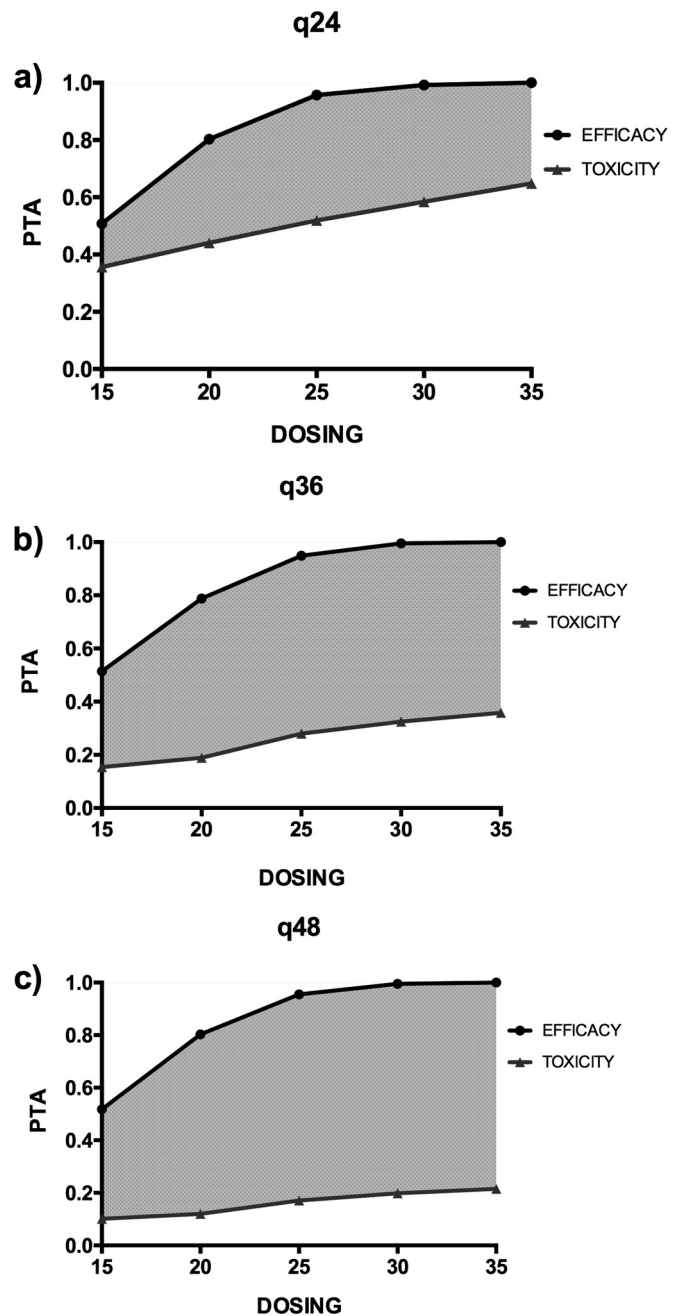 q24
a)
1.0
0.8
0.6
0.4
0.2
0.0
PTA
EFFICACY
TOXICITY
15 20 25 30 35
DOSING
q36
b)
1.0
0.8
0.6
0.4
0.2
0.0
PTA
EFFICACY
TOXICITY
15 20 25 30 35
DOSING
q48
c)
1.0
0.8
0.6
0.4
0.2
0.0
PTA
EFFICACY
TOXICITY
15 20 25 30 35
DOSING